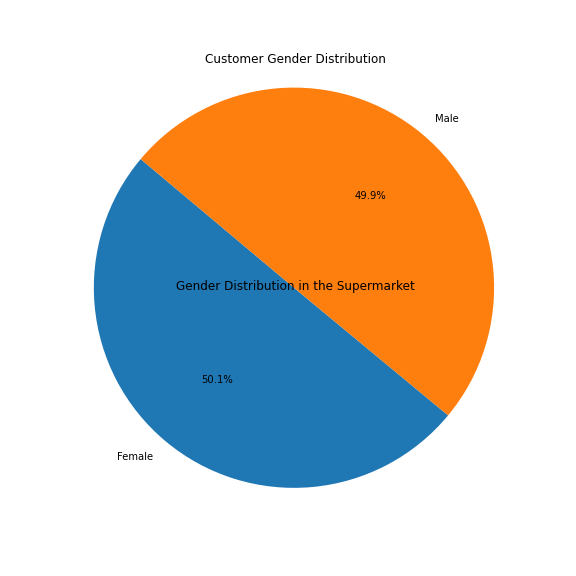 Customer Gender Distribution
Male
49.9%
Gender Distribution in the Supermarket
50.1%
Female